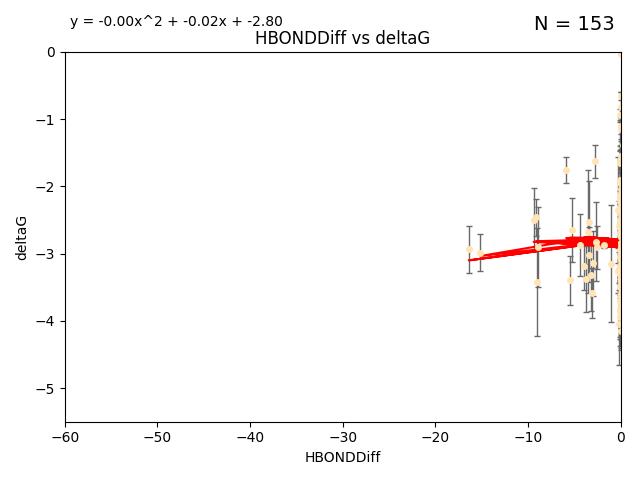 y = -0.00x^2 + -0.02x + -2.80
N = 153
HBONDDiff vs deltaG
0
−1
−2
−3
−4
−5
deltaG
−60 −50 −40 −30 −20 −10 0
HBONDDiff